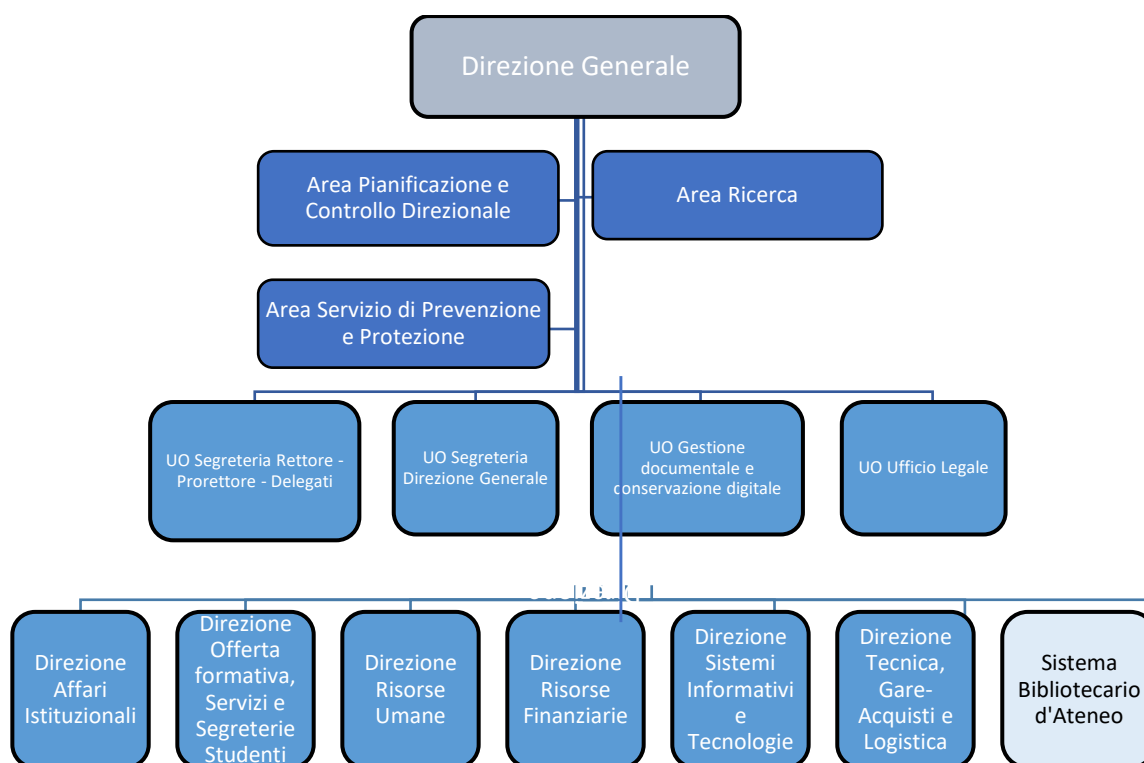 Direzione Generale
Area Pianificazione e
Controllo Direzionale
Area Ricerca
Area Servizio di Prevenzione
e Protezione
UO Segreteria Rettore -
Prorettore - Delegati
UO Segreteria
Direzione Generale
UO Gestione
documentale e
conservazione digitale
UO Ufficio Legale
Direzione
Affari
Istituzionali
Direzione
Offerta
formativa,
Servizi e
Segreterie
Studenti
Direzione
Risorse
Umane
Direzione
Risorse
Finanziarie
Direzione
Sistemi
Informativi
e
Tecnologie
Direzione
Tecnica,
Gare-
Acquisti e
Logistica
Sistema
Bibliotecario
d'Ateneo